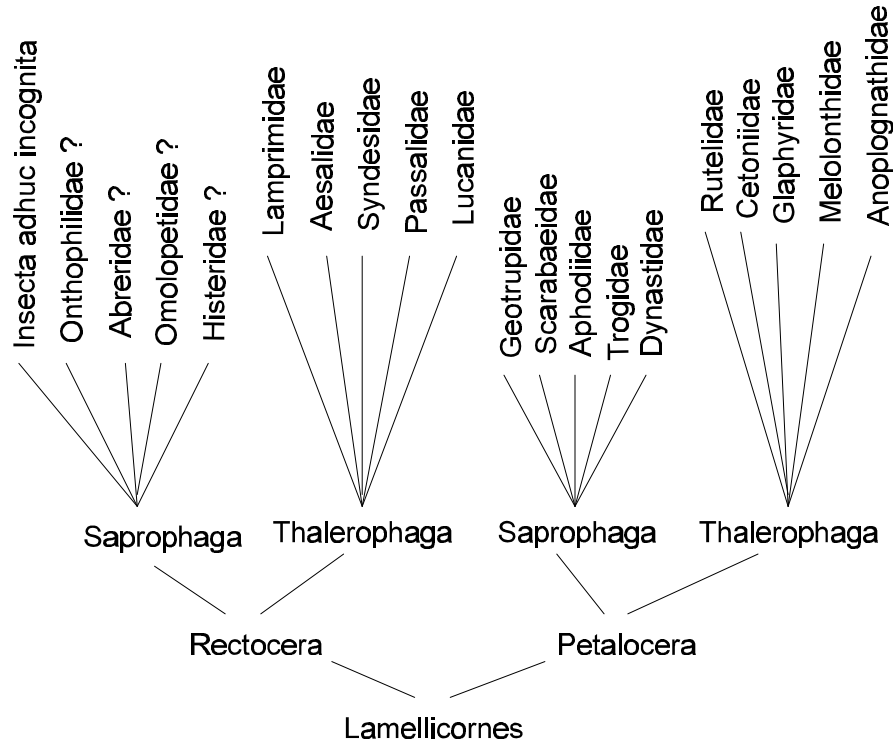 Insecta adhuc incognita
Onthophilidae ?
Abreridae ?
Omolopetidae ?
Histeridae ?
Lamprimidae
Aesalidae
Syndesidae
Passalidae
Lucanidae
Geotrupidae
Scarabaeidae
Aphodiidae
Trogidae
Dynastidae
Rutelidae
Cetoniidae
Glaphyridae
Melolonthidae
Anoplognathidae
Saprophaga
Thalerophaga
Saprophaga
Thalerophaga
Rectocera
Petalocera
Lamellicornes